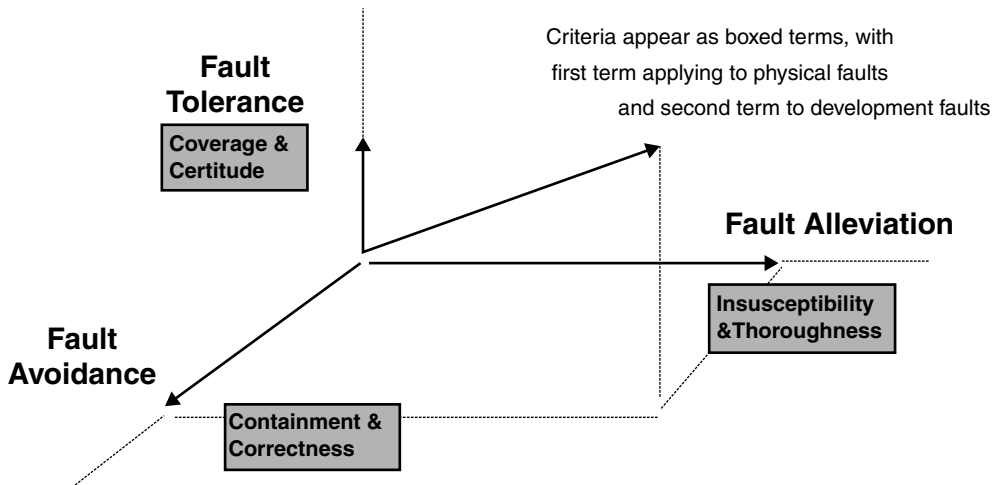 Criteria appear as boxed terms, with
first term applying to physical faults
and second term to development faults
Fault
Tolerance
Coverage &
Certitude
Fault Alleviation
Insusceptibility
&Thoroughness
Fault
Avoidance
Containment &
Correctness